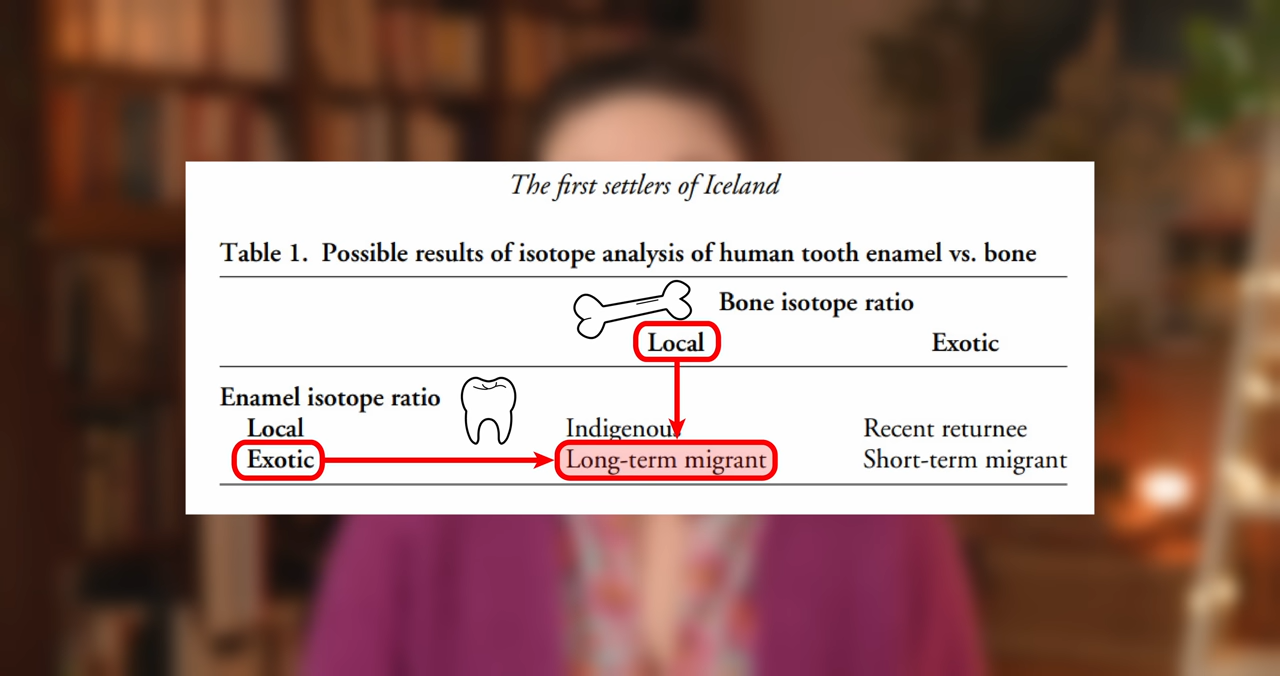 The first settlers of Iceland
Table 1. Possible results of isotope analysis of human tooth enamel vs. bone
Bone isotope ratio
Local Exotic
Enamel isotope ratio
Local Indigenous Recent returnee
Exotic Long-term migrant Short-term migrant